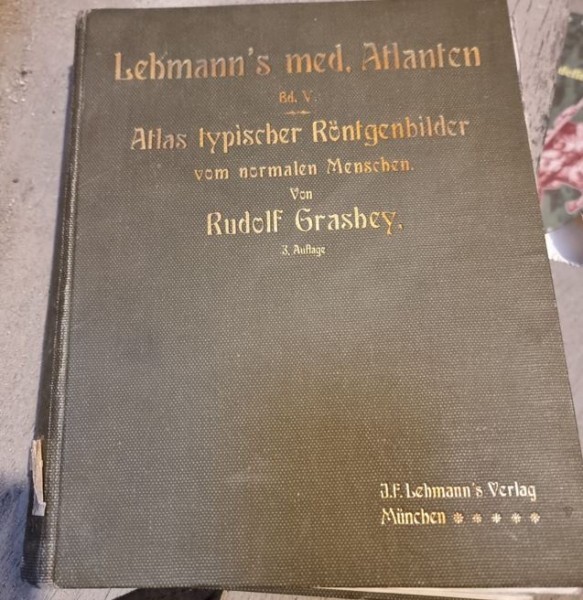 Lehmann's med. Atlanten
Bd. V.
Atlas typischer Röntgenbilder
vom normalen Menschen.
Von
Rudolf Grashey.
3. Auflage
J.F. Lehmann's Verlag
München